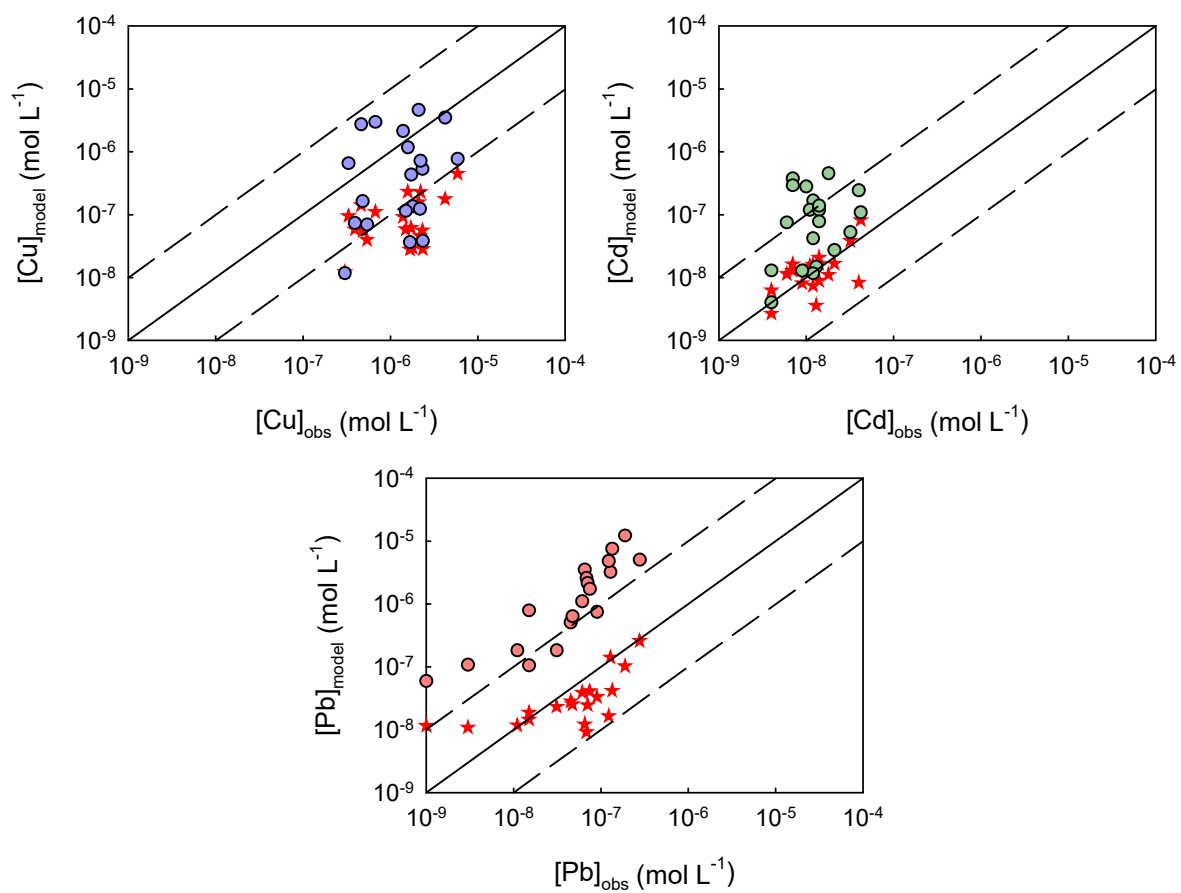 10⁻⁴
10⁻⁵
10⁻⁶
10⁻⁷
10⁻⁸
10⁻⁹
[Cu]model (mol L⁻¹)
10⁻⁹ 10⁻⁸ 10⁻⁷ 10⁻⁶ 10⁻⁵ 10⁻⁴
[Cu]obs (mol L⁻¹)
10⁻⁴
10⁻⁵
10⁻⁶
10⁻⁷
10⁻⁸
10⁻⁹
[Cd]model (mol L⁻¹)
10⁻⁹ 10⁻⁸ 10⁻⁷ 10⁻⁶ 10⁻⁵ 10⁻⁴
[Cd]obs (mol L⁻¹)
10⁻⁴
10⁻⁵
10⁻⁶
10⁻⁷
10⁻⁸
10⁻⁹
[Pb]model (mol L⁻¹)
10⁻⁹ 10⁻⁸ 10⁻⁷ 10⁻⁶ 10⁻⁵ 10⁻⁴
[Pb]obs (mol L⁻¹)